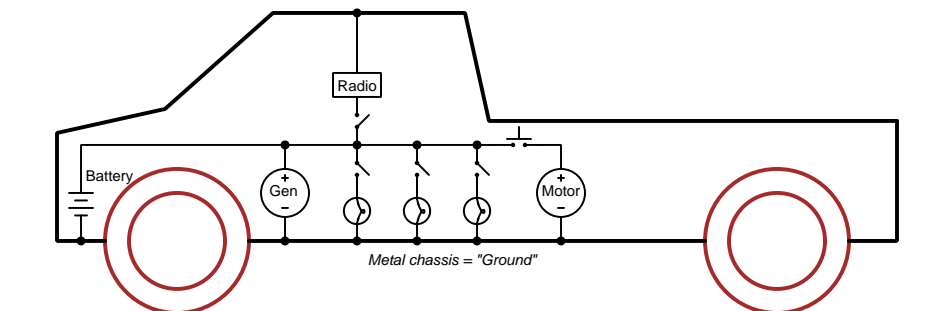 Radio
Battery
+
Gen
−
+
Motor
−
Metal chassis = "Ground"